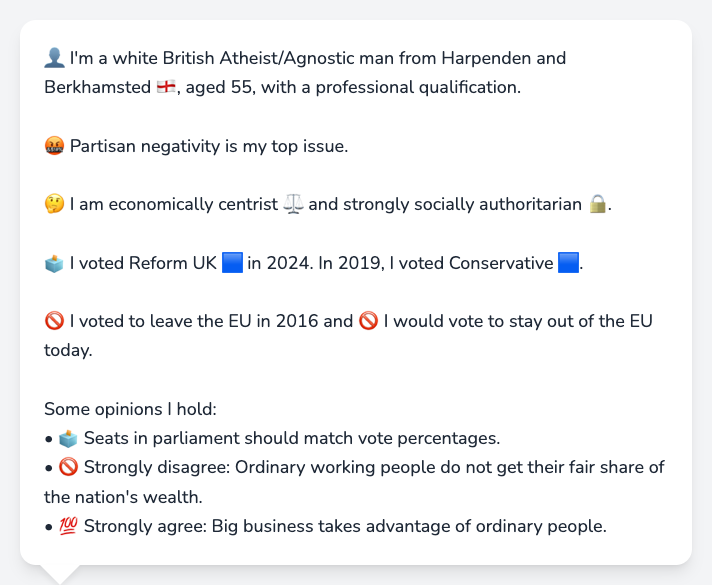 👤 I'm a white British Atheist/Agnostic man from Harpenden and
Berkhamsted 🏴󠁧󠁢󠁥󠁮󠁧󠁿, aged 55, with a professional qualification.
🤬 Partisan negativity is my top issue.
🤔 I am economically centrist ⚖️ and strongly socially authoritarian 🔒.
🗳️ I voted Reform UK 🟦 in 2024. In 2019, I voted Conservative 🟦.
🚫 I voted to leave the EU in 2016 and 🚫 I would vote to stay out of the EU
today.
Some opinions I hold:
• 🗳️ Seats in parliament should match vote percentages.
• 🚫 Strongly disagree: Ordinary working people do not get their fair share of
the nation's wealth.
• 💯 Strongly agree: Big business takes advantage of ordinary people.